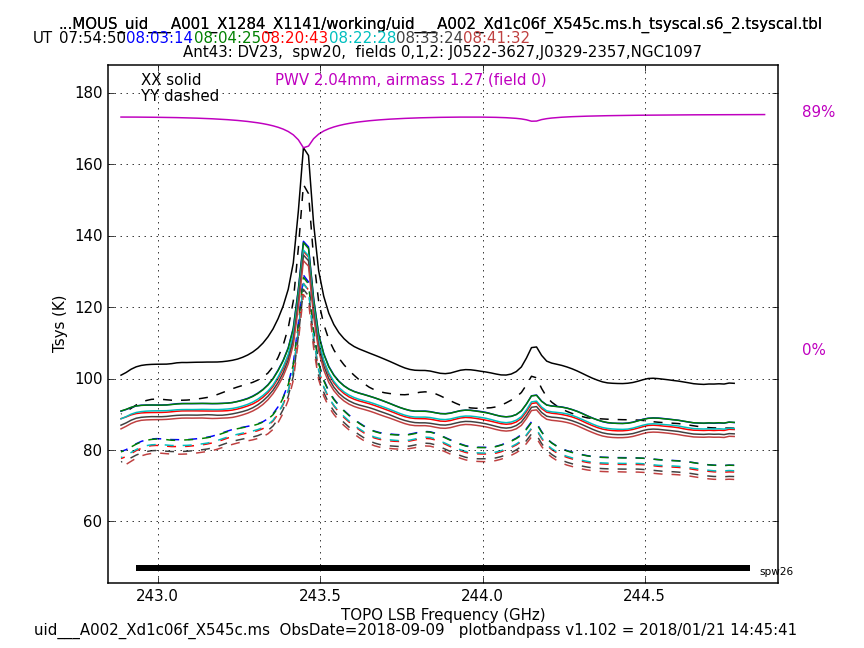 ...MOUS_uid___A001_X1284_X1141/working/uid___A002_Xd1c06f_X545c.ms.h_tsyscal.s6_2.tsyscal.tbl
UT 07:54:50 08:03:14 08:04:25 08:20:43 08:22:28 08:33:24 08:41:32
Ant43: DV23, spw20, fields 0,1,2: J0522-3627,J0329-2357,NGC1097
XX solid
YY dashed
PWV 2.04mm, airmass 1.27 (field 0)
180
160
140
120
100
80
60
Tsys (K)
89%
0%
spw26
243.0 243.5 244.0 244.5
TOPO LSB Frequency (GHz)
uid___A002_Xd1c06f_X545c.ms ObsDate=2018-09-09 plotbandpass v1.102 = 2018/01/21 14:45:41